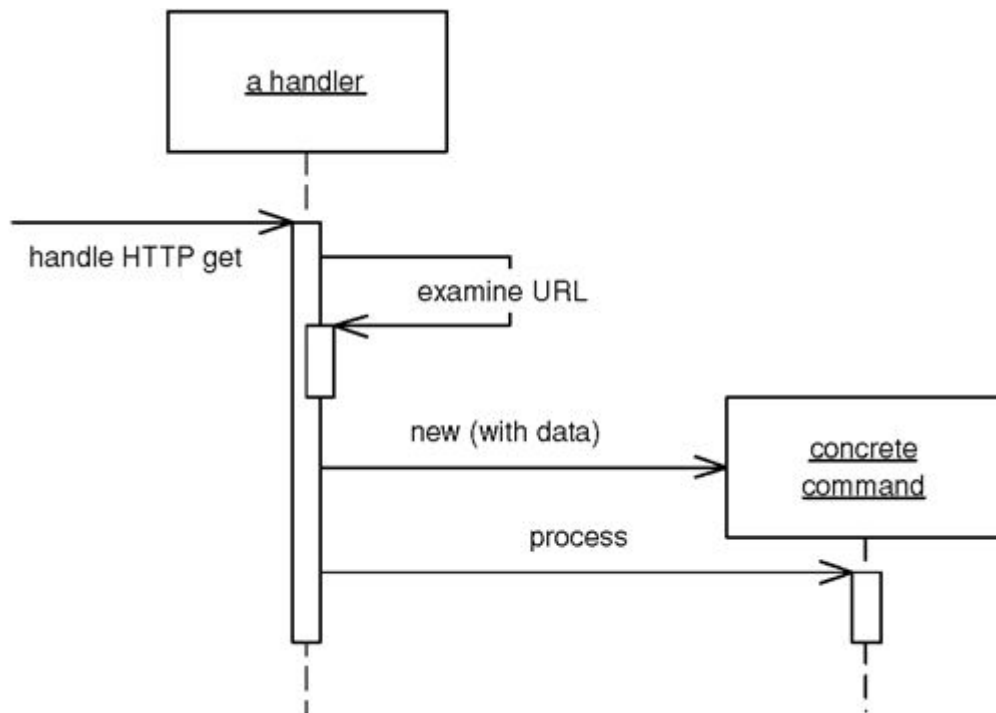 a handler
handle HTTP get
examine URL
new (with data)
concrete
command
process